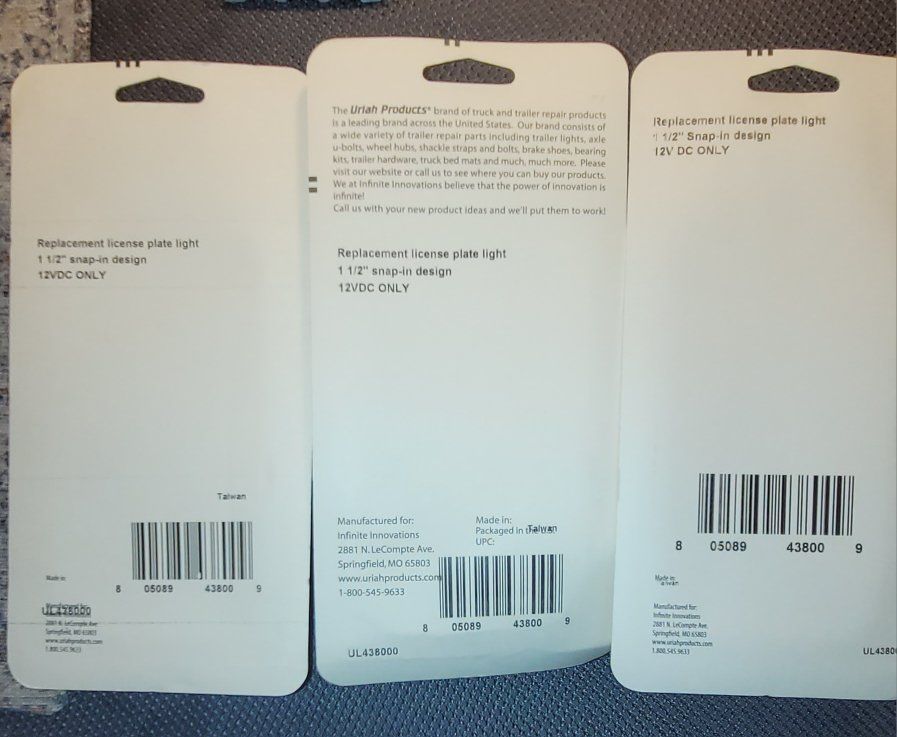 Replacement license plate light
1 1/2" snap-in design
12VDC ONLY
Taiwan
Made in:
8 05089 43800 9
UL438000
2881 N. LeCompte Ave.
Springfield, MO 65803
www.uriahproducts.com
1.800.545.9633
The Uriah Products® brand of truck and trailer repair products
is a leading brand across the United States. Our brand consists of
a wide variety of trailer repair parts including trailer lights, axle
u-bolts, wheel hubs, shackle straps and bolts, brake shoes, bearing
kits, trailer hardware, truck bed mats and much, much more. Please
visit our website or call us to see where you can buy our products.
We at Infinite Innovations believe that the power of innovation is
infinite!
Call us with your new product ideas and we'll put them to work!
Replacement license plate light
1 1/2" snap-in design
12VDC ONLY
Manufactured for:
Infinite Innovations
2881 N. LeCompte Ave.
Springfield, MO 65803
www.uriahproducts.com
1-800-545-9633
Made in:
Taiwan
Packaged in the U.S.
UPC:
8 05089 43800 9
UL438000
Replacement license plate light
1 1/2" Snap-in design
12V DC ONLY
8 05089 43800 9
Made in:
aiwan
Manufactured for:
Infinite Innovations
2881 N. LeCompte Ave.
Springfield, MO 65803
www.uriahproducts.com
1.800.545.9633
UL4380